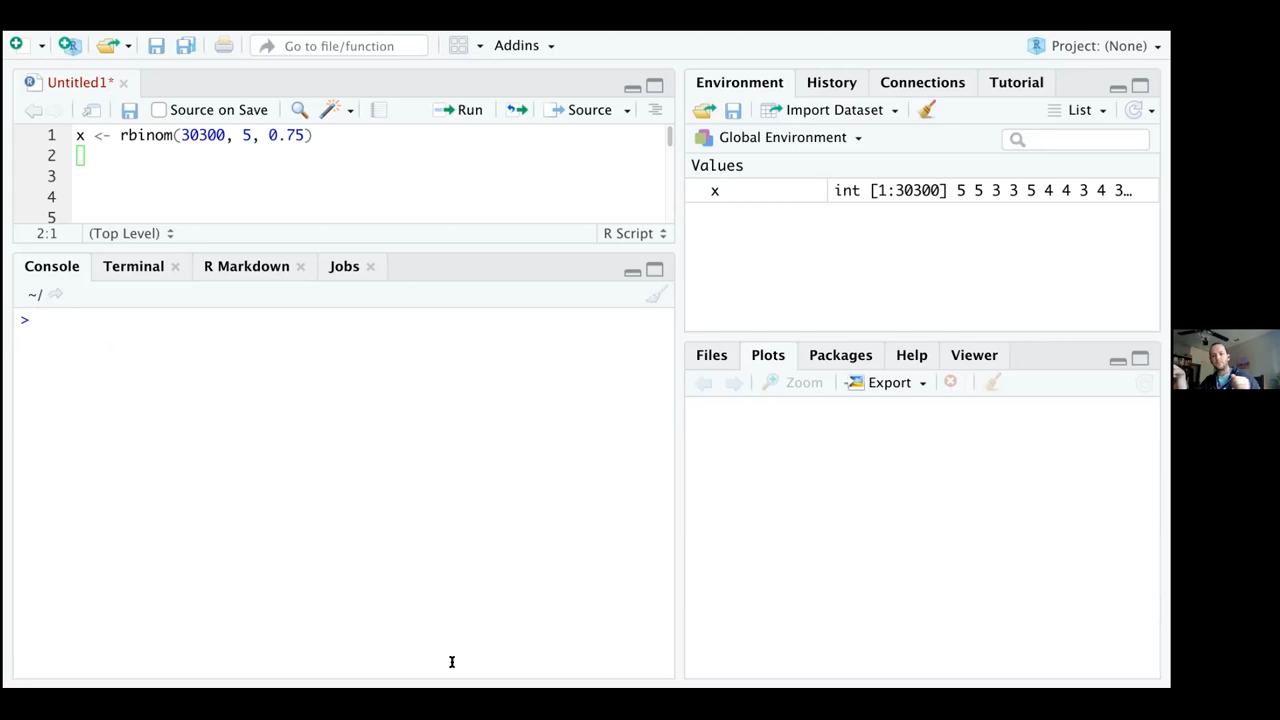 Go to file/function
Addins
Project: (None)
Untitled1*
Source on Save
Run
Source
1 x <- rbinom(30300, 5, 0.75)
2
3
4
5
2:1 (Top Level) R Script
Console Terminal R Markdown Jobs
~/
>
Environment History Connections Tutorial
Import Dataset
List
Global Environment
Values
x int [1:30300] 5 5 3 3 5 4 4 3 4 3…
Files Plots Packages Help Viewer
Zoom Export